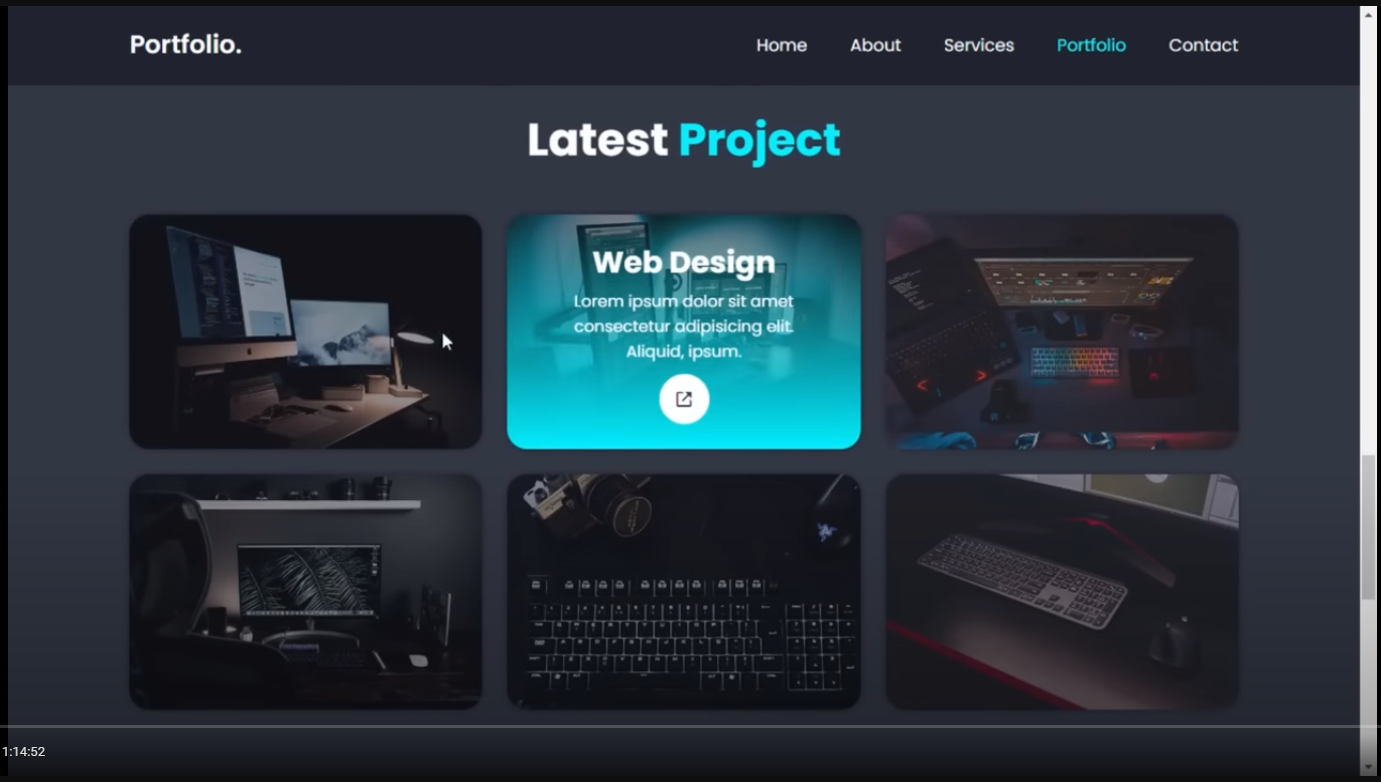 Portfolio.
Home About Services Portfolio Contact
Latest Project
Web Design
Lorem ipsum dolor sit amet
consectetur adipisicing elit.
Aliquid, ipsum.
1:14:52